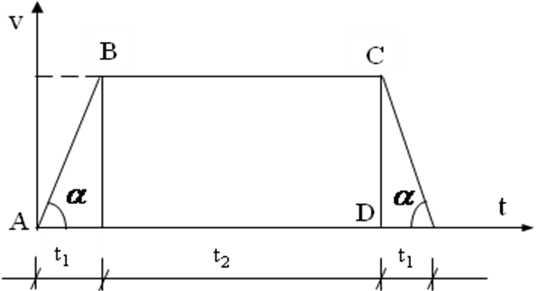 v
B
C
α
α
A
D
t
t₁
t₂
t₁